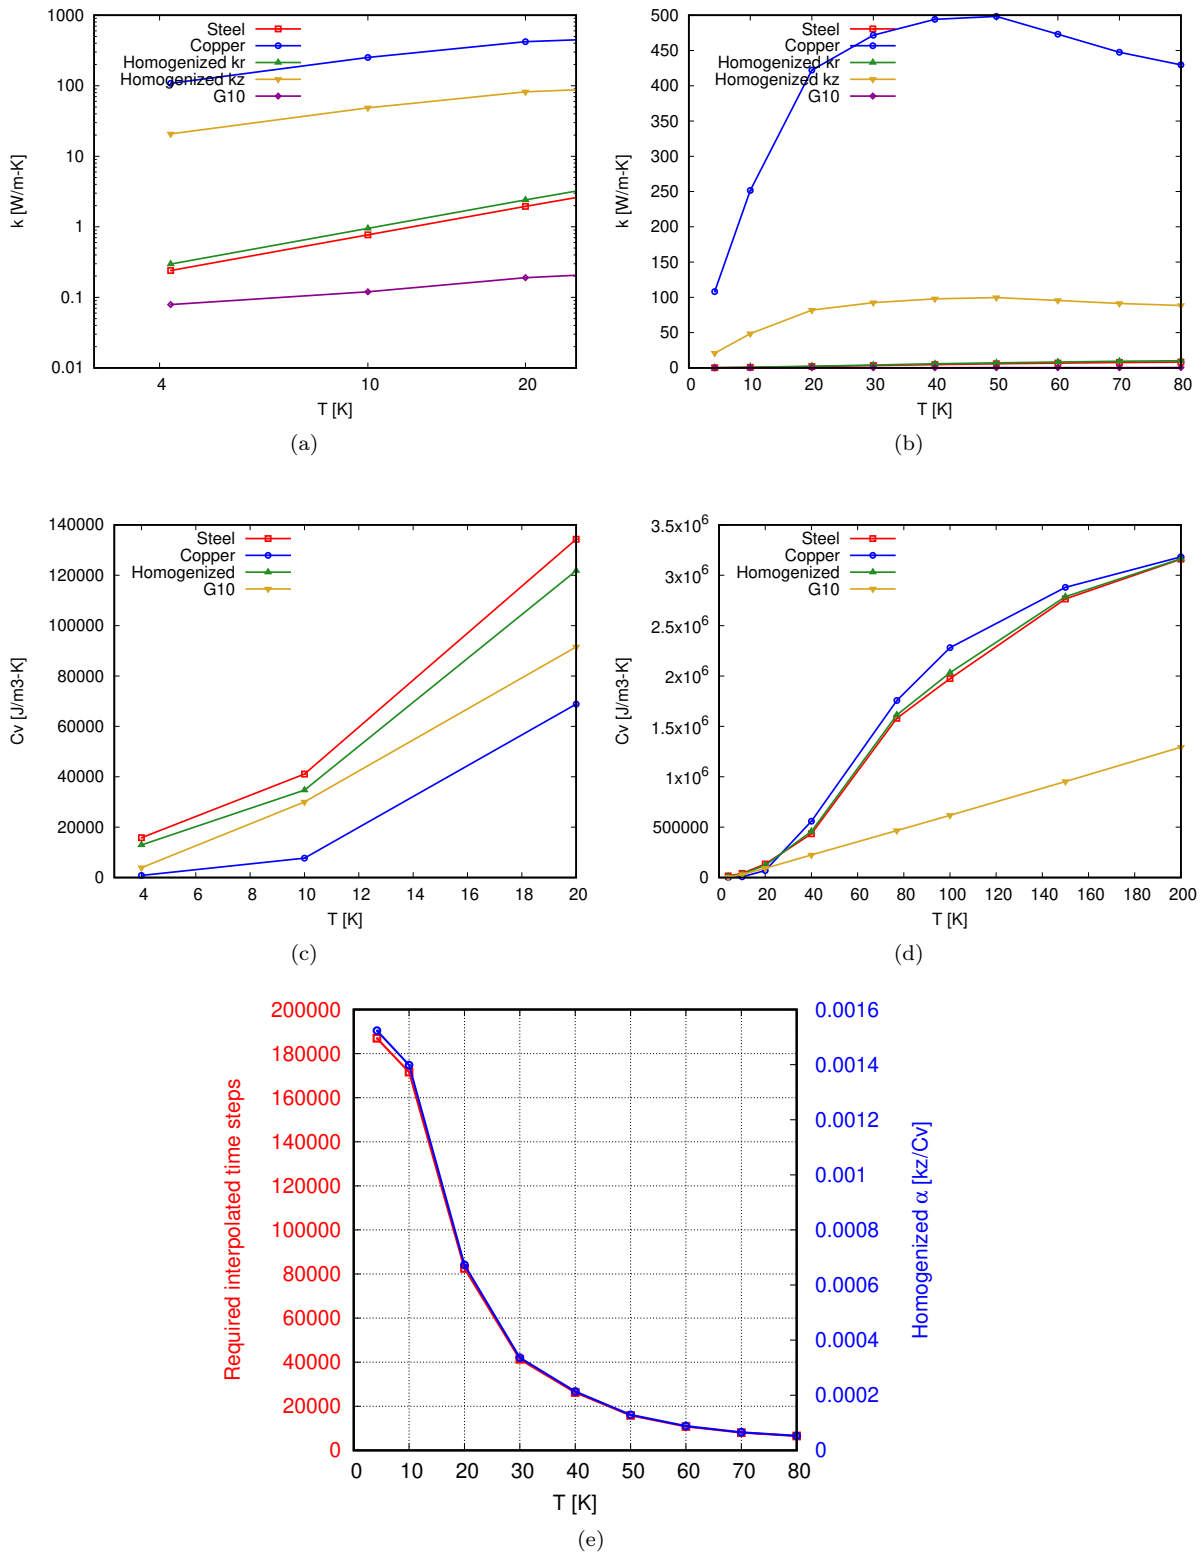 1000
100
10
1
0.1
0.01
k [W/m-K]
Steel
Copper
Homogenized kr
Homogenized kz
G10
4 10 20
T [K]
(a)
500
450
400
350
300
250
200
150
100
50
0
k [W/m-K]
Steel
Copper
Homogenized kr
Homogenized kz
G10
0 10 20 30 40 50 60 70 80
T [K]
(b)
140000
120000
100000
80000
60000
40000
20000
0
Cv [J/m3-K]
Steel
Copper
Homogenized
G10
4 6 8 10 12 14 16 18 20
T [K]
(c)
3.5x10^6
3x10^6
2.5x10^6
2x10^6
1.5x10^6
1x10^6
500000
0
Cv [J/m3-K]
Steel
Copper
Homogenized
G10
0 20 40 60 80 100 120 140 160 180 200
T [K]
(d)
200000
180000
160000
140000
120000
100000
80000
60000
40000
20000
0
Required interpolated time steps
0.0016
0.0014
0.0012
0.001
0.0008
0.0006
0.0004
0.0002
0
Homogenized α [kz/Cv]
0 10 20 30 40 50 60 70 80
T [K]
(e)